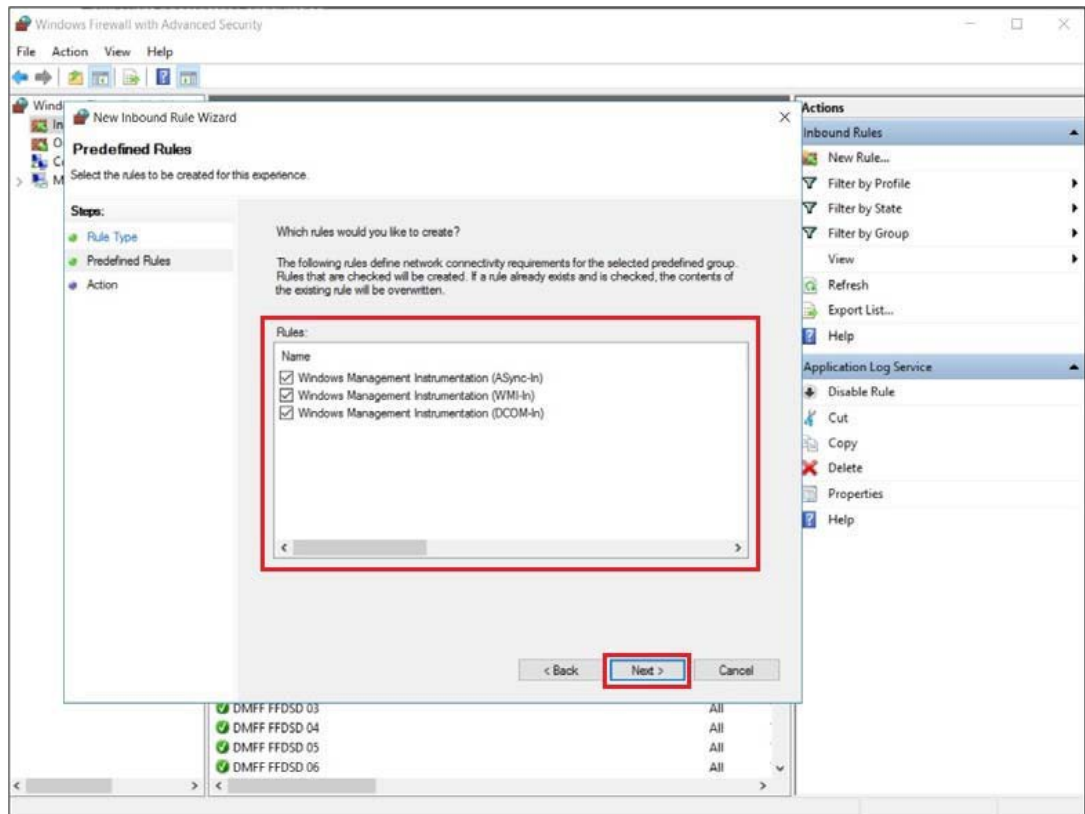 Windows Firewall with Advanced Security
File Action View Help
Wind
In
O
C
M
New Inbound Rule Wizard
Predefined Rules
Select the rules to be created for this experience.
Steps:
Rule Type
Predefined Rules
Action
Which rules would you like to create?
The following rules define network connectivity requirements for the selected predefined group.
Rules that are checked will be created. If a rule already exists and is checked, the contents of
the existing rule will be overwritten.
Rules:
Name
Windows Management Instrumentation (ASync-In)
Windows Management Instrumentation (WMI-In)
Windows Management Instrumentation (DCOM-In)
< Back Next > Cancel
DMFF FFDSD 03 All
DMFF FFDSD 04 All
DMFF FFDSD 05 All
DMFF FFDSD 06 All
Actions
Inbound Rules
New Rule...
Filter by Profile
Filter by State
Filter by Group
View
Refresh
Export List...
Help
Application Log Service
Disable Rule
Cut
Copy
Delete
Properties
Help